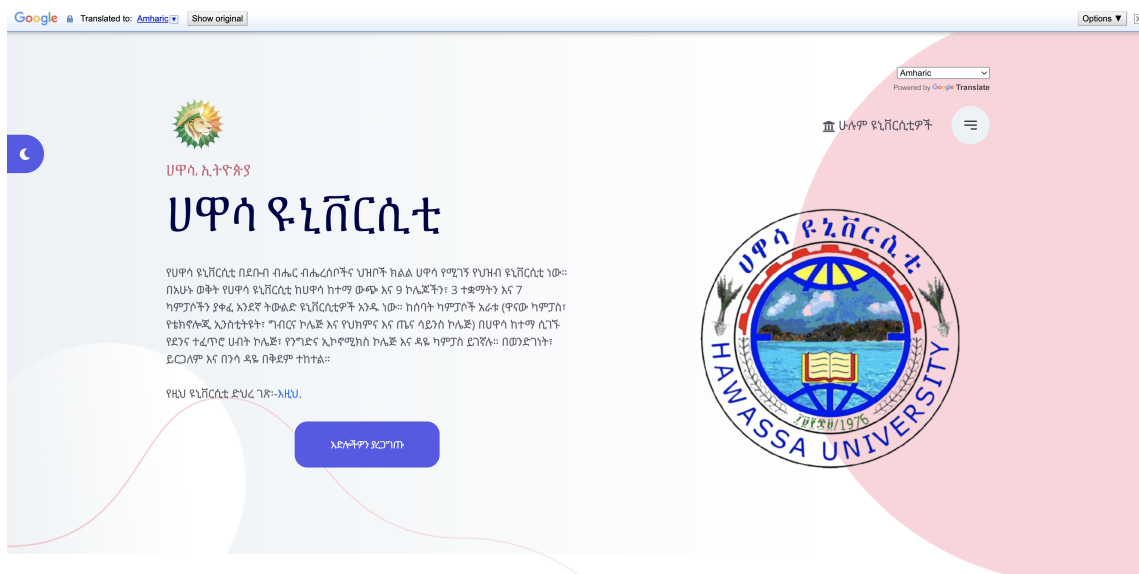 Google Translated to: Amharic ▼ Show original Options ▼
Amharic
Powered by Google Translate
ሁሉም ዩኒቨርሲቲዎች
ሀዋሳ, ኢትዮጵያ
ሀዋሳ ዩኒቨርሲቲ
የሀዋሳ ዩኒቨርሲቲ በደቡብ ብሔር ብሔረሰቦችና ህዝቦች ክልል ሀዋሳ የሚገኝ የህዝብ ዩኒቨርሲቲ ነው።
በአሁኑ ወቅት የሀዋሳ ዩኒቨርሲቲ ከሀዋሳ ከተማ ውጭ እና 9 ኮሌጆችን፣ 3 ተቋማትን እና 7
ካምፓሶችን ያቀፈ አንደኛ ትውልድ ዩኒቨርሲቲዎች አንዱ ነው። ከሰባት ካምፓሶች አራቱ (ዋናው ካምፓስ፣
የቴክኖሎጂ ኢንስቲትዩት፣ ግብርና ኮሌጅ እና የህክምና እና ጤና ሳይንስ ኮሌጅ) በሀዋሳ ከተማ ሲገኙ
የደንና ተፈጥሮ ሀብት ኮሌጅ፣ የንግድና ኢኮኖሚክስ ኮሌጅ እና ዳዬ ካምፓስ ይገኛሉ። በወንድገነት፣
ይርጋለም እና በንሳ ዳዬ በቅደም ተከተል።
የዚህ ዩኒቨርሲቲ ድህረ ገጽ፡-እዚህ.
እድሎችዎን ያረጋግጡ
ሀዋሳ ዩኒቨርሲቲ
HAWASSA UNIVERSITY